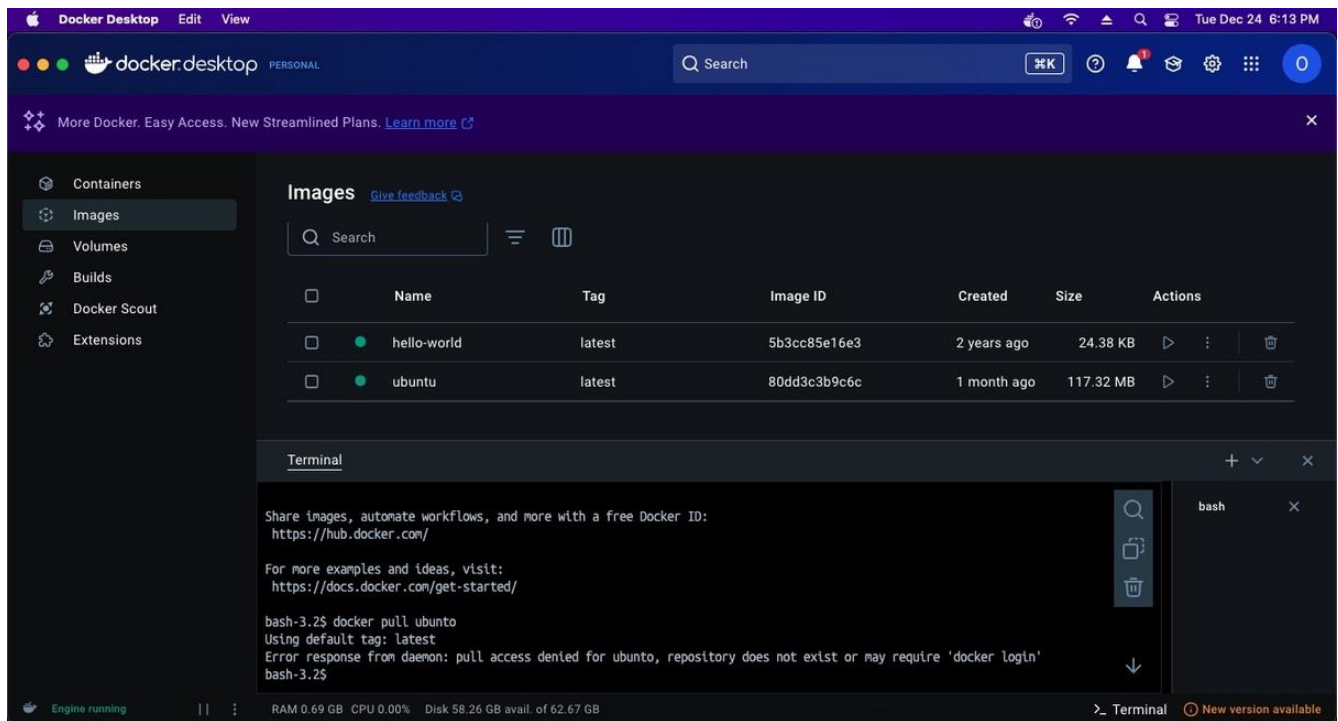 Docker Desktop Edit View Tue Dec 24 6:13 PM
docker.desktop PERSONAL Search ⌘K 1 O
More Docker. Easy Access. New Streamlined Plans. Learn more
Containers
Images
Volumes
Builds
Docker Scout
Extensions
Images Give feedback
Search
Name Tag Image ID Created Size Actions
hello-world latest 5b3cc85e16e3 2 years ago 24.38 KB
ubuntu latest 80dd3c3b9c6c 1 month ago 117.32 MB
Terminal
bash
Share images, automate workflows, and more with a free Docker ID:
https://hub.docker.com/
For more examples and ideas, visit:
https://docs.docker.com/get-started/
bash-3.2$ docker pull ubunto
Using default tag: latest
Error response from daemon: pull access denied for ubunto, repository does not exist or may require 'docker login'
bash-3.2$
Engine running RAM 0.69 GB CPU 0.00% Disk 58.26 GB avail. of 62.67 GB >_ Terminal New version available